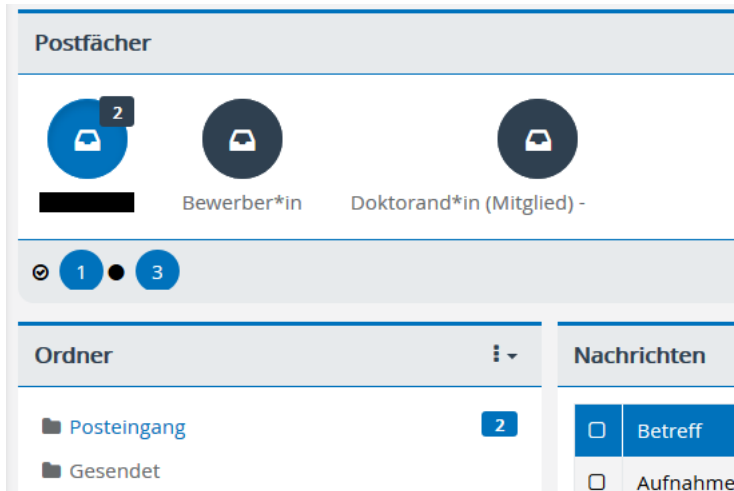 Postfächer
2
Bewerber*in
Doktorand*in (Mitglied) -
1
3
Ordner
Nachrichten
Posteingang
2
Betreff
Gesendet
Aufnahme